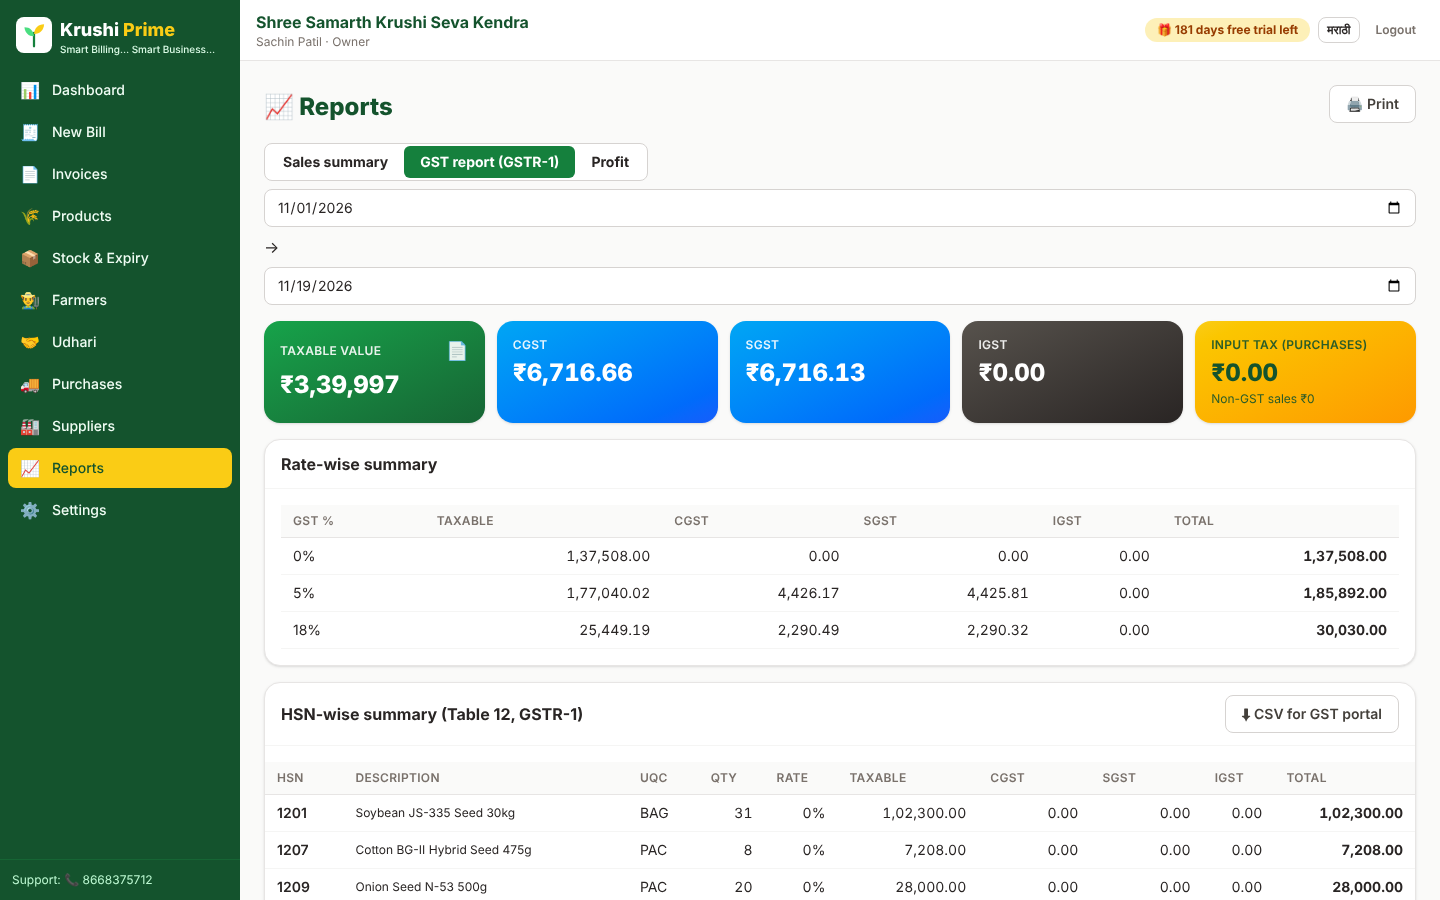 Krushi Prime
Smart Billing... Smart Business...
Dashboard
New Bill
Invoices
Products
Stock & Expiry
Farmers
Udhari
Purchases
Suppliers
Reports
Settings
Support: 📞 8668375712
Shree Samarth Krushi Seva Kendra
Sachin Patil · Owner
🎁 181 days free trial left
मराठी
Logout
📈 Reports
🖨️ Print
Sales summary
GST report (GSTR-1)
Profit
11/01/2026
→
11/19/2026
TAXABLE VALUE
₹3,39,997
CGST
₹6,716.66
SGST
₹6,716.13
IGST
₹0.00
INPUT TAX (PURCHASES)
₹0.00
Non-GST sales ₹0
Rate-wise summary
GST % TAXABLE CGST SGST IGST TOTAL
0% 1,37,508.00 0.00 0.00 0.00 1,37,508.00
5% 1,77,040.02 4,426.17 4,425.81 0.00 1,85,892.00
18% 25,449.19 2,290.49 2,290.32 0.00 30,030.00
HSN-wise summary (Table 12, GSTR-1)
⬇ CSV for GST portal
HSN DESCRIPTION UQC QTY RATE TAXABLE CGST SGST IGST TOTAL
1201 Soybean JS-335 Seed 30kg BAG 31 0% 1,02,300.00 0.00 0.00 0.00 1,02,300.00
1207 Cotton BG-II Hybrid Seed 475g PAC 8 0% 7,208.00 0.00 0.00 0.00 7,208.00
1209 Onion Seed N-53 500g PAC 20 0% 28,000.00 0.00 0.00 0.00 28,000.00